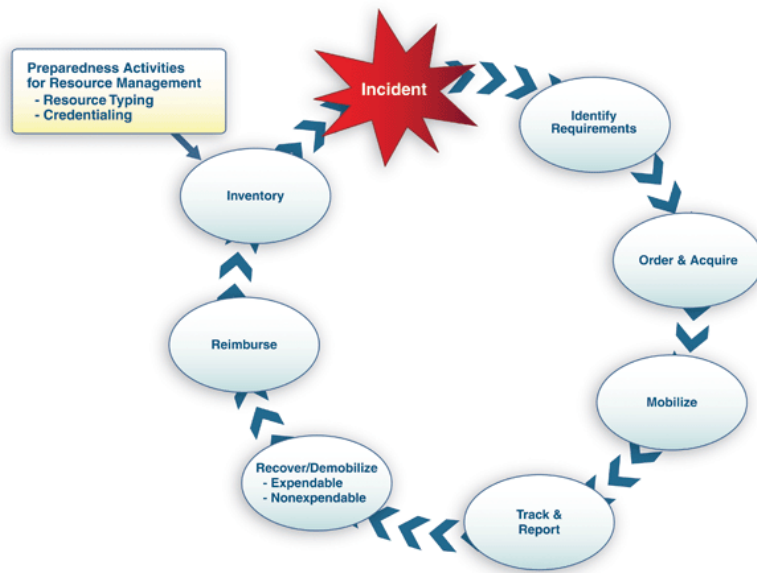 Preparedness Activities
for Resource Management
- Resource Typing
- Credentialing
Incident
Identify
Requirements
Order & Acquire
Mobilize
Track &
Report
Recover/Demobilize
- Expendable
- Nonexpendable
Reimburse
Inventory